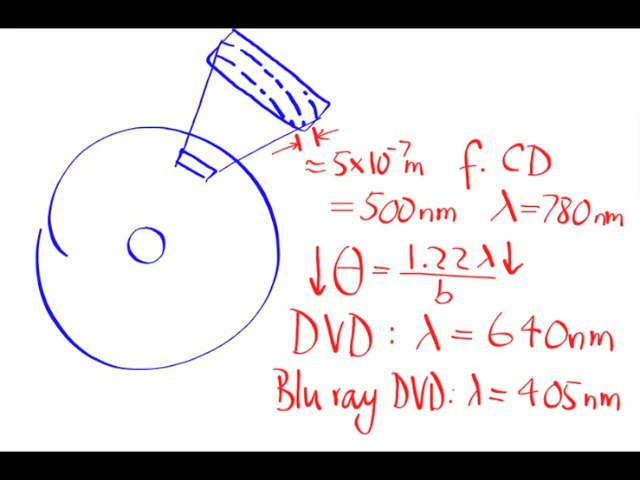 ≈ 5×10⁻⁷m f. CD
= 500nm λ=780nm
↓θ = 1.22λ↓ / b
DVD : λ = 640nm
Blu ray DVD: λ = 405nm